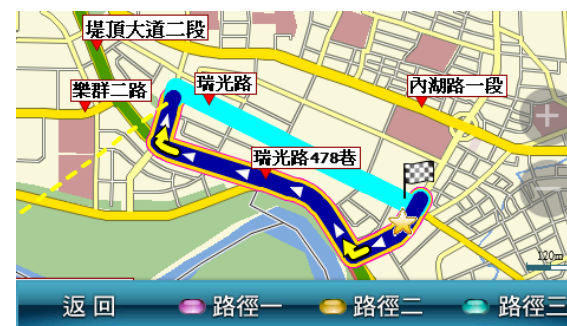 堤頂大道二段
樂群二路
瑞光路
內湖路一段
瑞光路478巷
120m
返回
路徑一
路徑二
路徑三